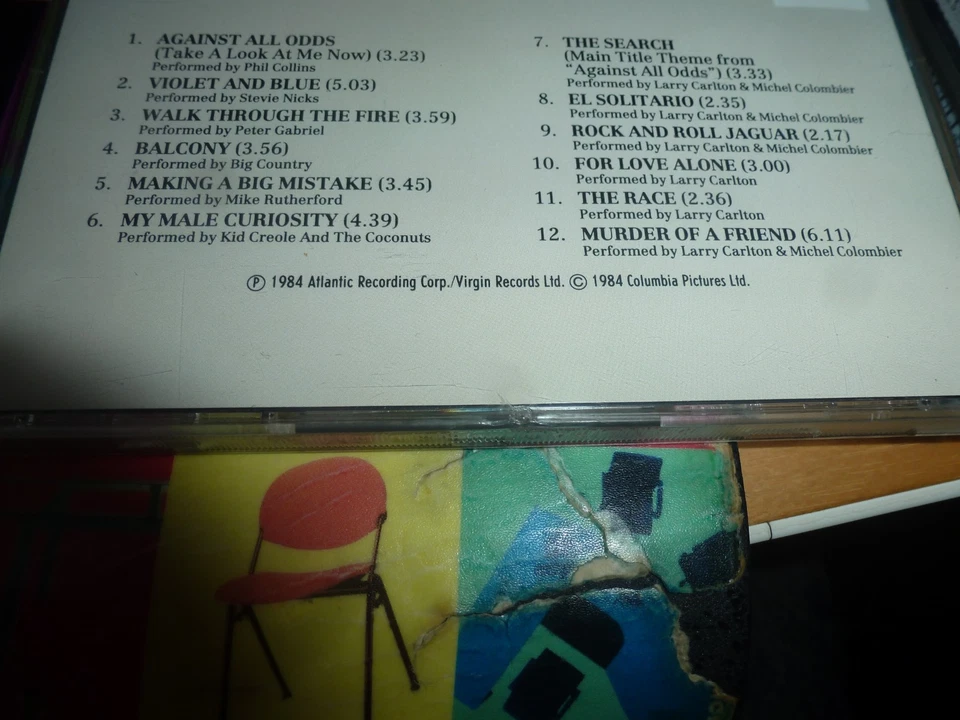 1. AGAINST ALL ODDS
(Take A Look At Me Now) (3.23)
Performed by Phil Collins
2. VIOLET AND BLUE (5.03)
Performed by Stevie Nicks
3. WALK THROUGH THE FIRE (3.59)
Performed by Peter Gabriel
4. BALCONY (3.56)
Performed by Big Country
5. MAKING A BIG MISTAKE (3.45)
Performed by Mike Rutherford
6. MY MALE CURIOSITY (4.39)
Performed by Kid Creole And The Coconuts
7. THE SEARCH
(Main Title Theme from
“Against All Odds”) (3.33)
Performed by Larry Carlton & Michel Colombier
8. EL SOLITARIO (2.35)
Performed by Larry Carlton & Michel Colombier
9. ROCK AND ROLL JAGUAR (2.17)
Performed by Larry Carlton & Michel Colombier
10. FOR LOVE ALONE (3.00)
Performed by Larry Carlton
11. THE RACE (2.36)
Performed by Larry Carlton
12. MURDER OF A FRIEND (6.11)
Performed by Larry Carlton & Michel Colombier
℗ 1984 Atlantic Recording Corp./Virgin Records Ltd. © 1984 Columbia Pictures Ltd.